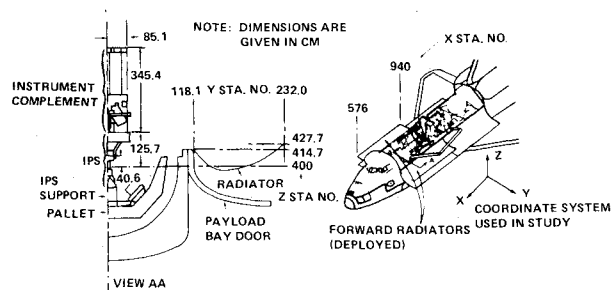 85.1
NOTE: DIMENSIONS ARE
GIVEN IN CM
X STA. NO.
INSTRUMENT
COMPLEMENT
345.4
118.1 Y STA. NO. 232.0
940
576
427.7
414.7
400
125.7
IPS
40.6
IPS
SUPPORT
PALLET
RADIATOR
Z STA NO.
PAYLOAD
BAY DOOR
VIEW AA
Z
Y
X
COORDINATE SYSTEM
USED IN STUDY
FORWARD RADIATORS
(DEPLOYED)